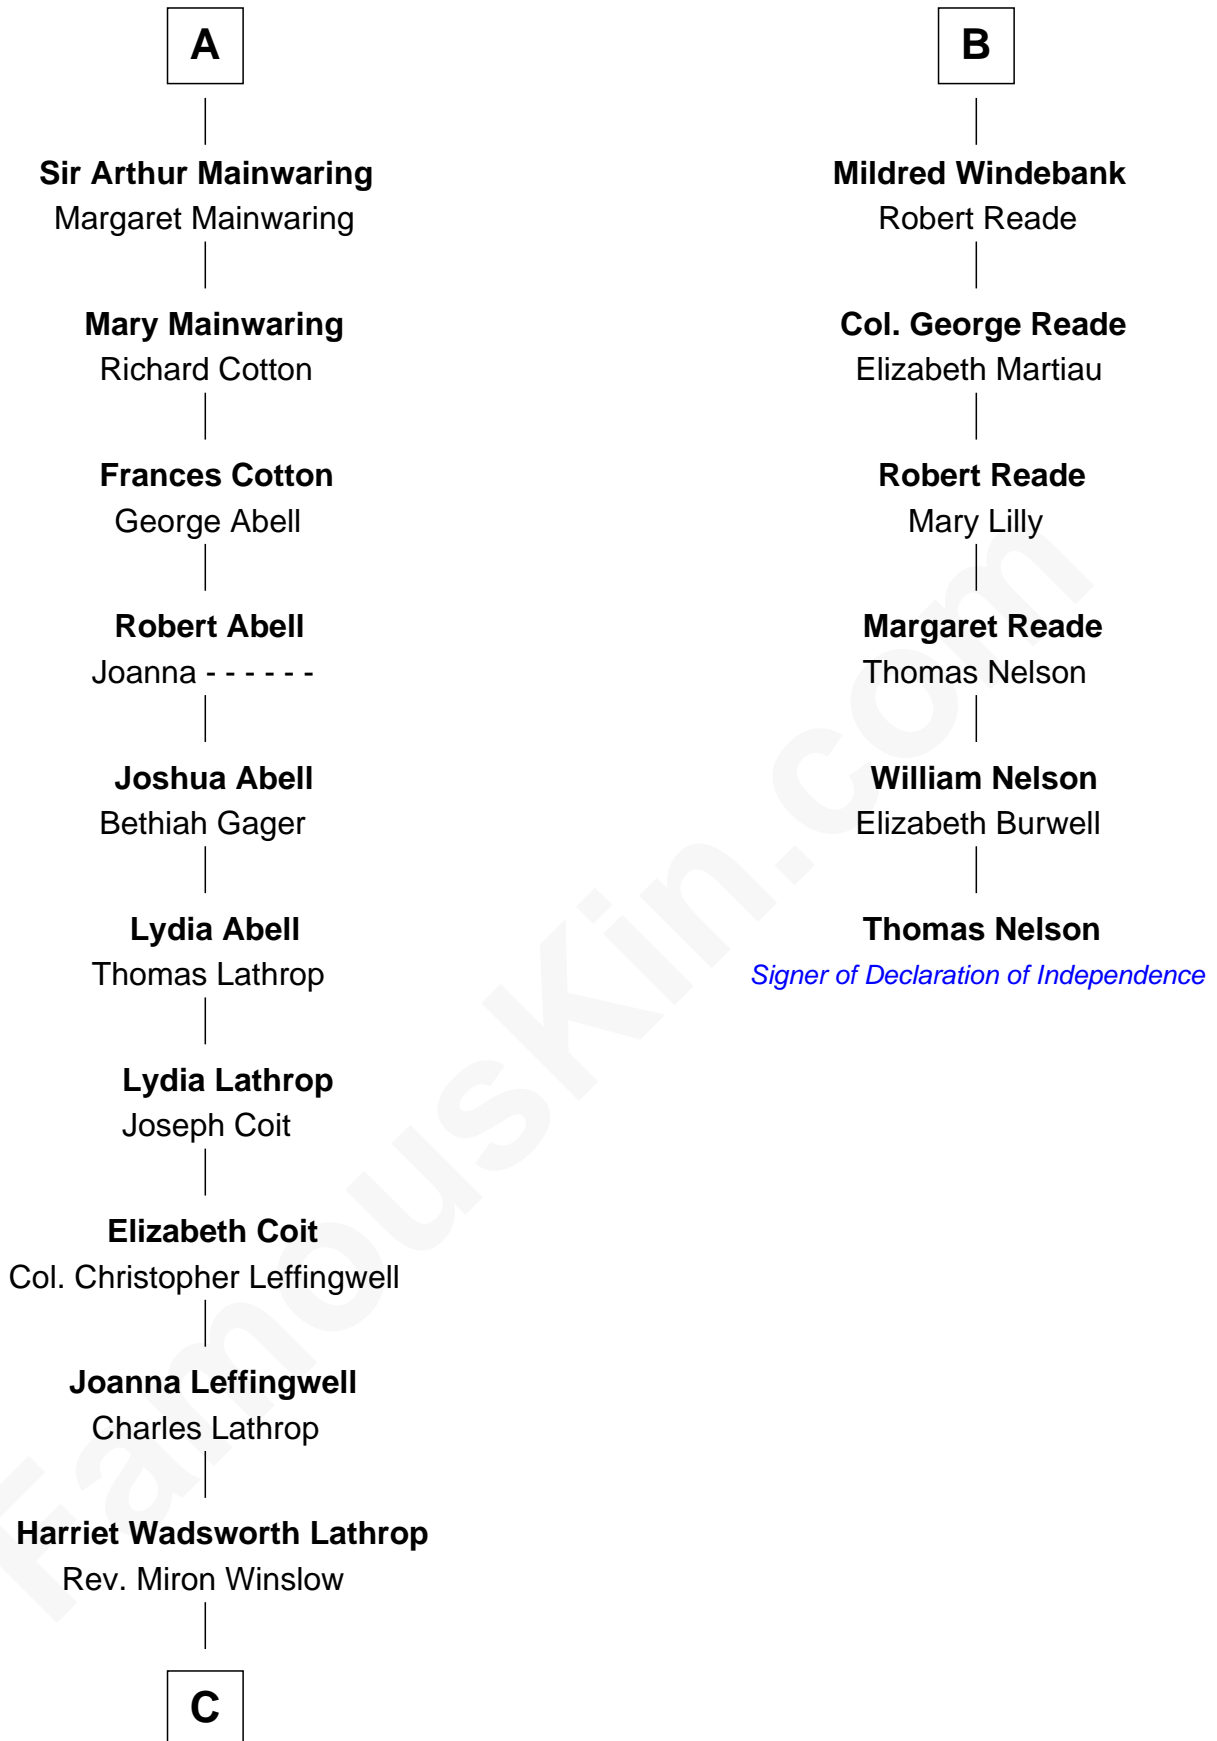 A
Sir Arthur Mainwaring
Margaret Mainwaring
Mary Mainwaring
Richard Cotton
Frances Cotton
George Abell
Robert Abell
Joanna - - - - - -
Joshua Abell
Bethiah Gager
Lydia Abell
Thomas Lathrop
Lydia Lathrop
Joseph Coit
Elizabeth Coit
Col. Christopher Leffingwell
Joanna Leffingwell
Charles Lathrop
Harriet Wadsworth Lathrop
Rev. Miron Winslow
C
B
Mildred Windebank
Robert Reade
Col. George Reade
Elizabeth Martiau
Robert Reade
Mary Lilly
Margaret Reade
Thomas Nelson
William Nelson
Elizabeth Burwell
Thomas Nelson
Signer of Declaration of Independence
FamousKin.com